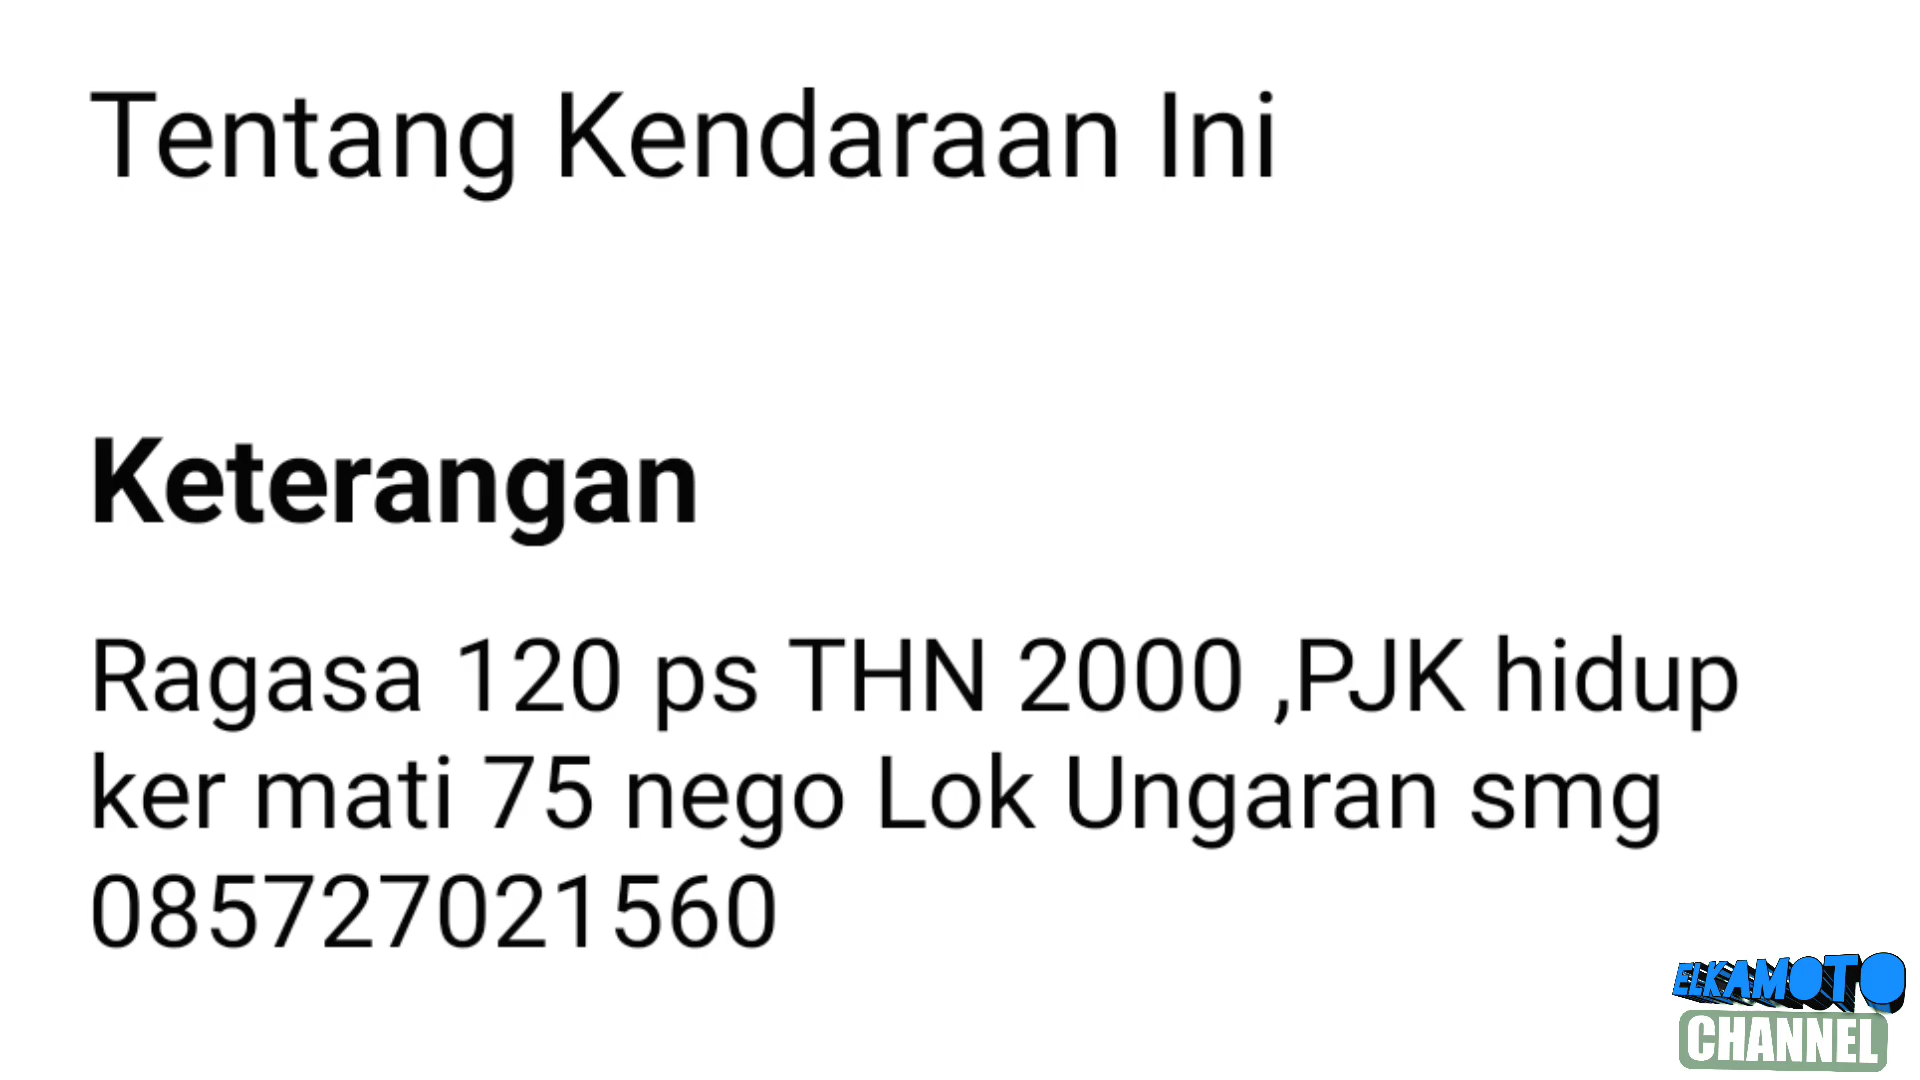 Tentang Kendaraan Ini
Keterangan
Ragasa 120 ps THN 2000 ,PJK hidup
ker mati 75 nego Lok Ungaran smg
085727021560
ELKAMOTO
CHANNEL